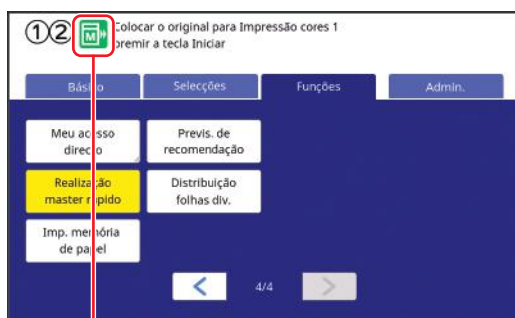 ①② M Colocar o original para Impressão cores 1
premir a tecla Iniciar
Básico
Selecções
Funções
Admin.
Meu acesso
directo
Previs. de
recomendação
Realização
master rápido
Distribuição
folhas div.
Imp. memória
de papel
< 4/4 >